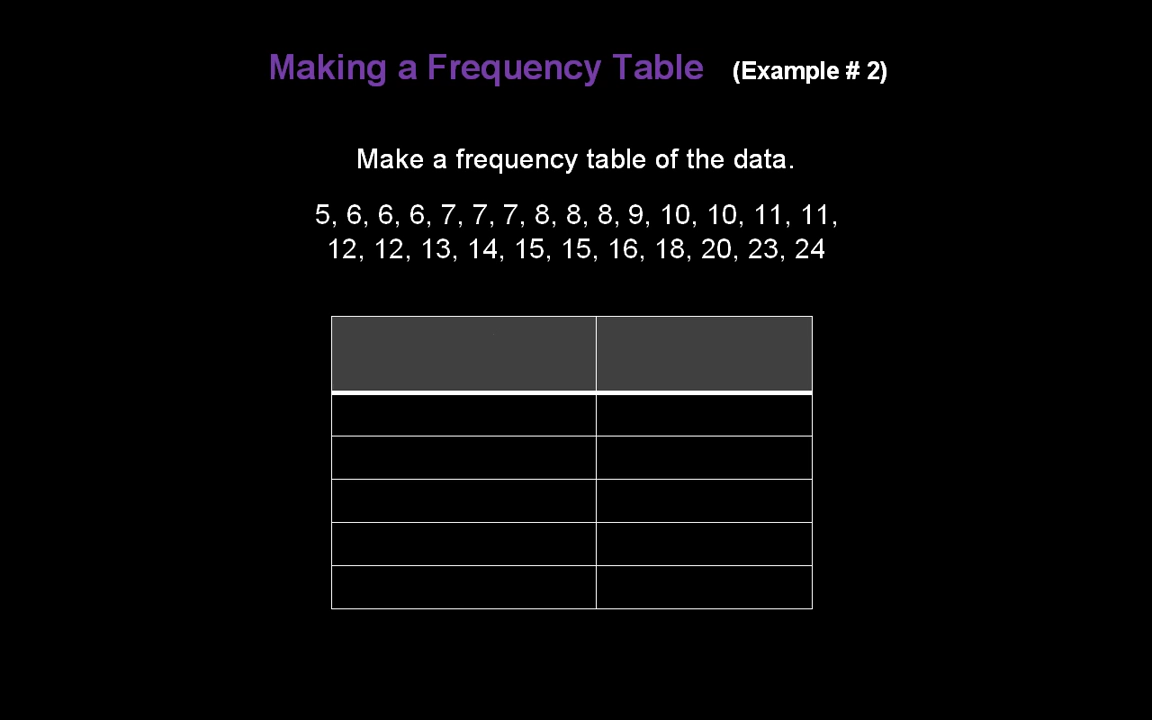 Making a Frequency Table (Example # 2)
Make a frequency table of the data.
5, 6, 6, 6, 7, 7, 7, 8, 8, 8, 9, 10, 10, 11, 11,
12, 12, 13, 14, 15, 15, 16, 18, 20, 23, 24